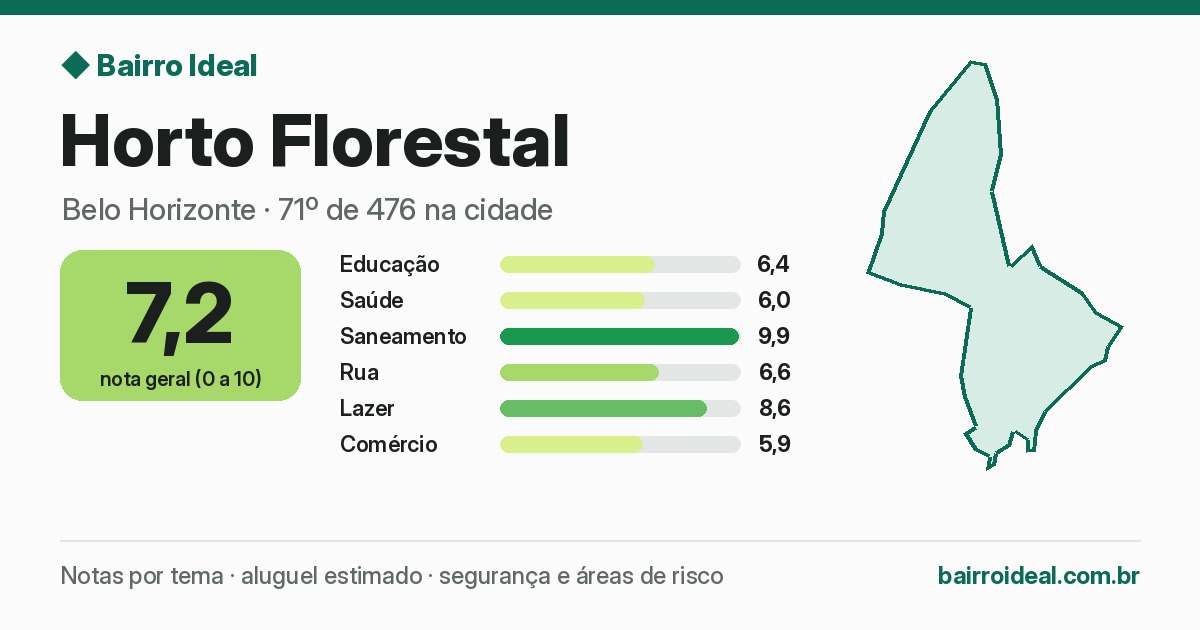 Bairro Ideal
Horto Florestal
Belo Horizonte · 71º de 476 na cidade
7,2
nota geral (0 a 10)
Educação 6,4
Saúde 6,0
Saneamento 9,9
Rua 6,6
Lazer 8,6
Comércio 5,9
Notas por tema · aluguel estimado · segurança e áreas de risco
bairroideal.com.br